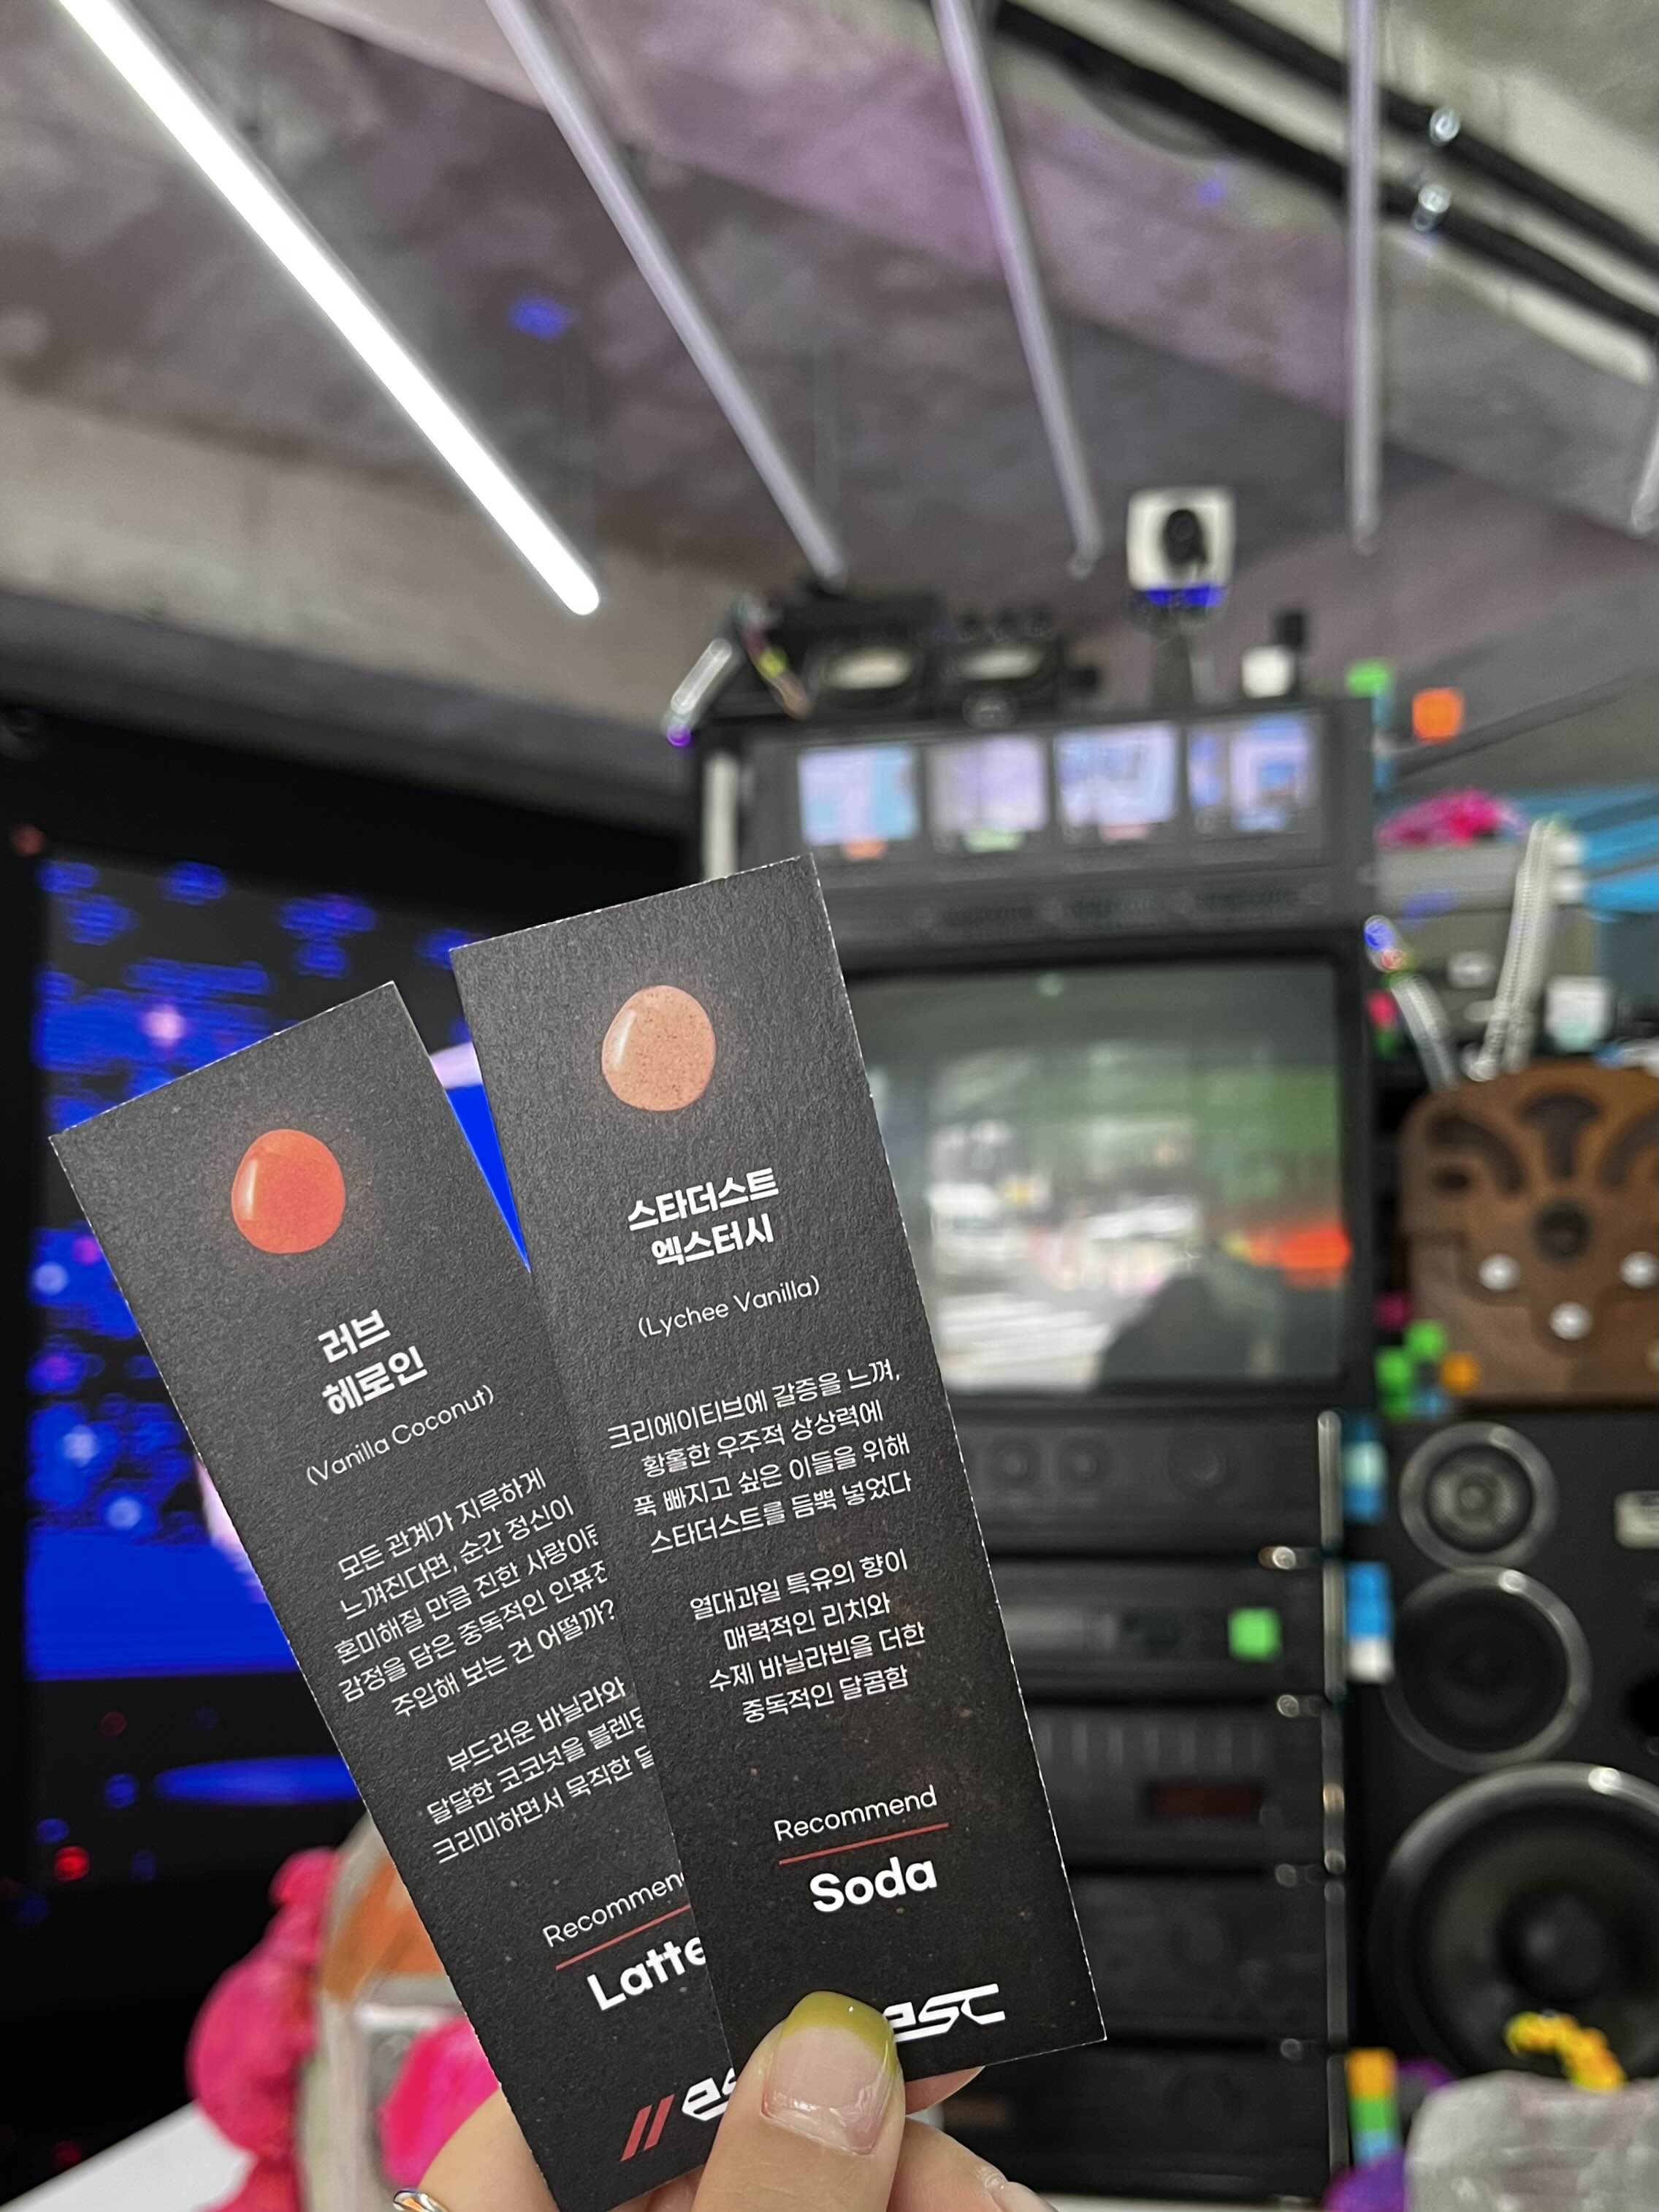 러브
헤로인
(Vanilla Coconut)
모든 관계가 지루하게
느껴진다면, 순간 정신이
혼미해질 만큼 진한
감정을 담은 중독적인
주입해 보는 건 어떨까?
부드러운 바닐라와
달달한 코코넛을
크리미하면서 묵직한
Recommend
Latte
//es
스타더스트
엑스터시
(Lychee Vanilla)
크리에이티브에 갈증을 느껴,
황홀한 우주적 상상력에
푹 빠지고 싶은 이들을 위해
스타더스트를 듬뿍 넣었다
열대과일 특유의 향이
매력적인 리치와
수제 바닐라빈을 더한
중독적인 달콤함
Recommend
Soda
esc